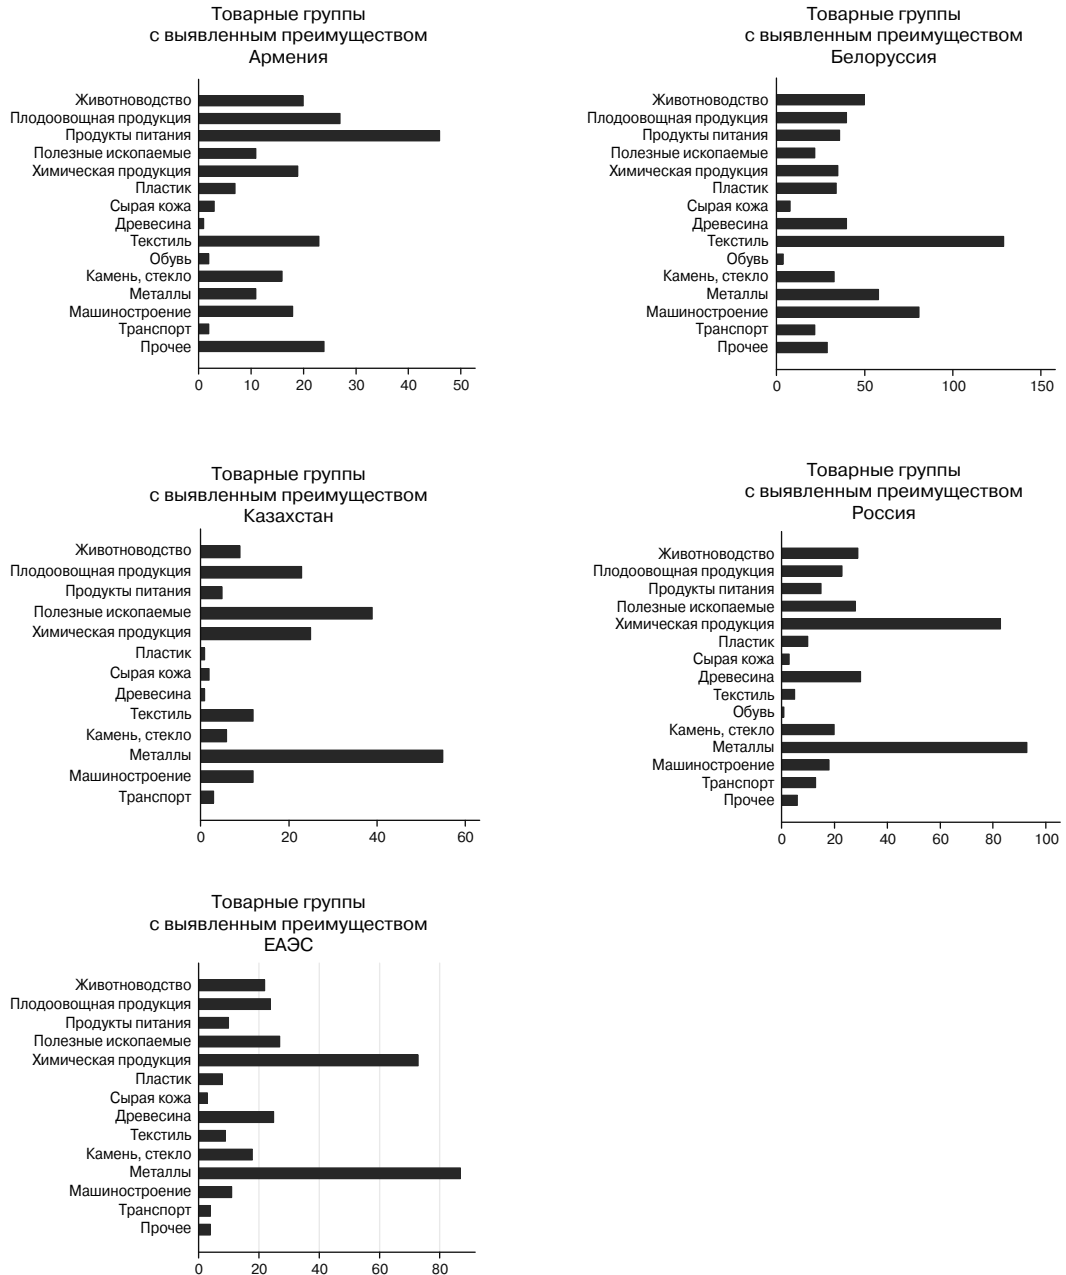 Товарные группы
с выявленным преимуществом
Армения
Животноводство
Плодоовощная продукция
Продукты питания
Полезные ископаемые
Химическая продукция
Пластик
Сырая кожа
Древесина
Текстиль
Обувь
Камень, стекло
Металлы
Машиностроение
Транспорт
Прочее
0 10 20 30 40 50
Товарные группы
с выявленным преимуществом
Белоруссия
Животноводство
Плодоовощная продукция
Продукты питания
Полезные ископаемые
Химическая продукция
Пластик
Сырая кожа
Древесина
Текстиль
Обувь
Камень, стекло
Металлы
Машиностроение
Транспорт
Прочее
0 50 100 150
Товарные группы
с выявленным преимуществом
Казахстан
Животноводство
Плодоовощная продукция
Продукты питания
Полезные ископаемые
Химическая продукция
Пластик
Сырая кожа
Древесина
Текстиль
Камень, стекло
Металлы
Машиностроение
Транспорт
0 20 40 60
Товарные группы
с выявленным преимуществом
Россия
Животноводство
Плодоовощная продукция
Продукты питания
Полезные ископаемые
Химическая продукция
Пластик
Сырая кожа
Древесина
Текстиль
Обувь
Камень, стекло
Металлы
Машиностроение
Транспорт
Прочее
0 20 40 60 80 100
Товарные группы
с выявленным преимуществом
ЕАЭС
Животноводство
Плодоовощная продукция
Продукты питания
Полезные ископаемые
Химическая продукция
Пластик
Сырая кожа
Древесина
Текстиль
Камень, стекло
Металлы
Машиностроение
Транспорт
Прочее
0 20 40 60 80